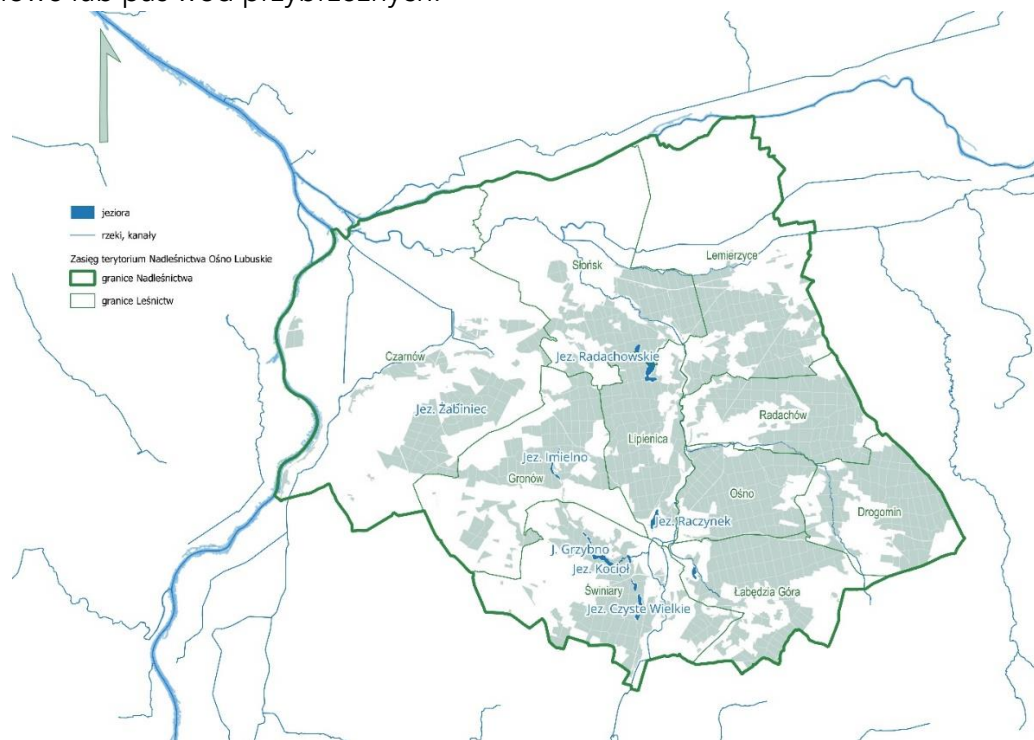 jeziora
rzeki, kanały
Zasięg terytorium Nadleśnictwa Ośno Lubuskie
granice Nadleśnictwa
granice Leśnictw
Lemierzyce
Słońsk
Czarnów
Jez. Radachowskie
Jez. Żabiniec
Radachów
Lipienica
Jez. Imielno
Gronów
Ośno
Drogomin
Jez. Raczynek
J. Grzybno
Jez. Kocioł
Świniary
Łabędzia Góra
Jez. Czyste Wielkie